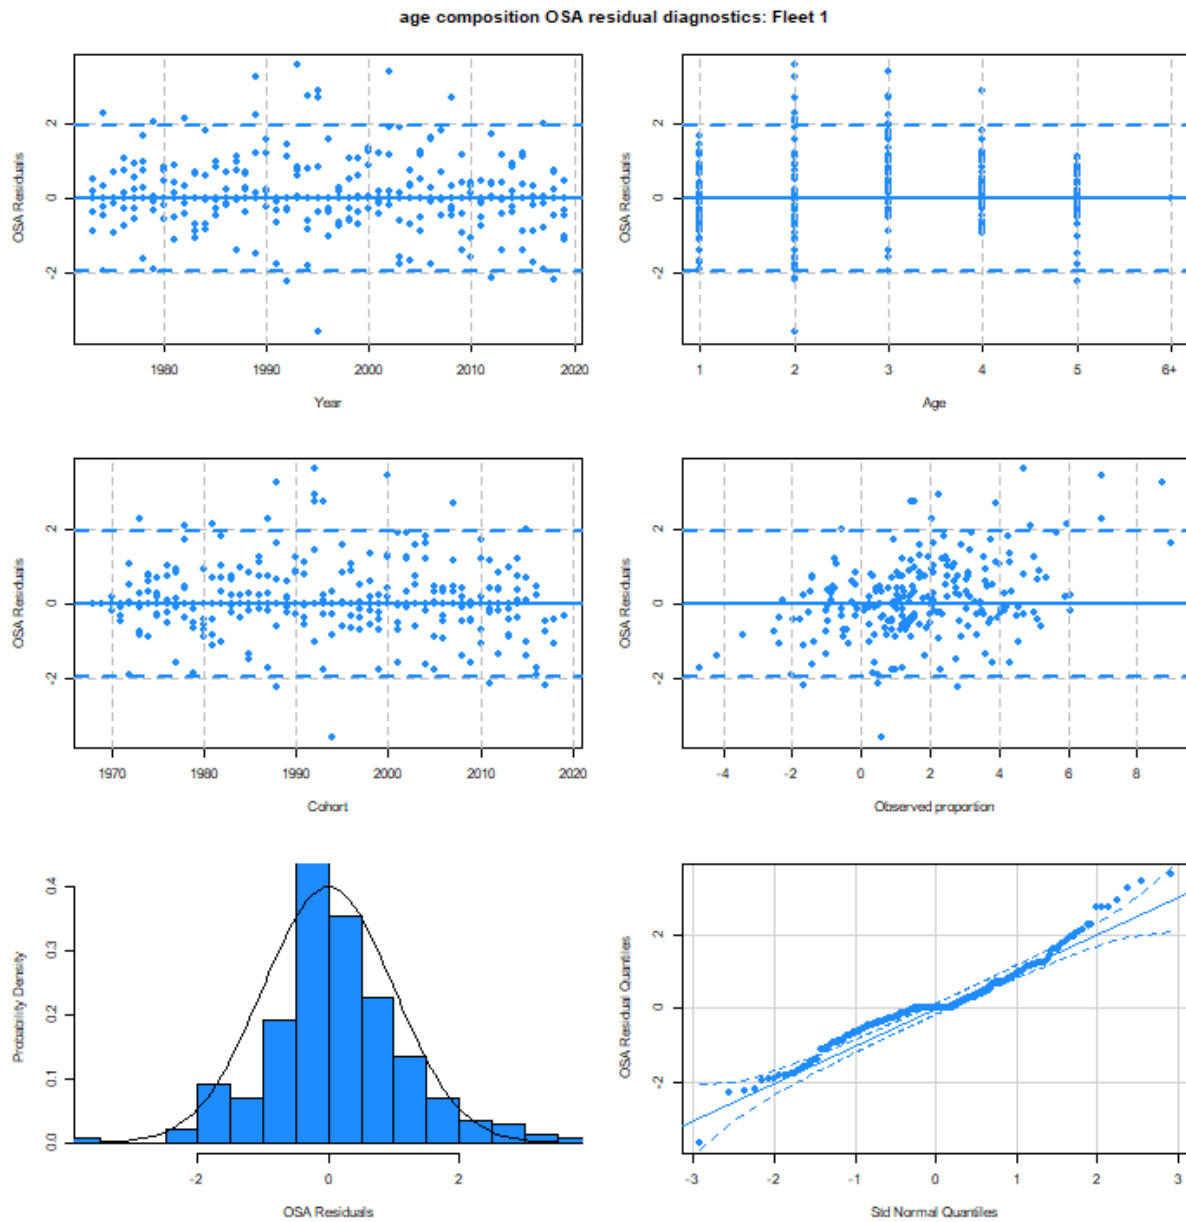 age composition OSA residual diagnostics: Fleet 1
OSA Residuals
2
0
-2
1980 1990 2000 2010 2020
Year
OSA Residuals
2
0
-2
1 2 3 4 5 6+
Age
OSA Residuals
2
0
-2
1970 1980 1990 2000 2010 2020
Cohort
OSA Residuals
2
0
-2
-4 -2 0 2 4 6 8
Observed proportion
Probability Density
0.4
0.3
0.2
0.1
0.0
-2 0 2
OSA Residuals
OSA Residual Quantiles
2
0
-2
-3 -2 -1 0 1 2 3
Std Normal Quantiles